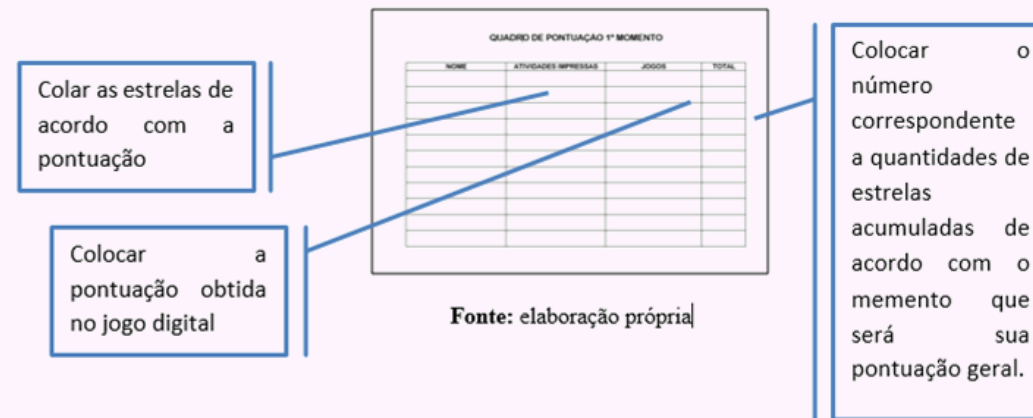 QUADRO DE PONTUAÇÃO 1° MOMENTO
NOME ATIVIDADES IMPRESSAS JOGOS TOTAL
Colar as estrelas de
acordo com a
pontuação
Colocar a
pontuação obtida
no jogo digital
Fonte: elaboração própria
Colocar o
número
correspondente
a quantidades de
estrelas
acumuladas de
acordo com o
memento que
será sua
pontuação geral.